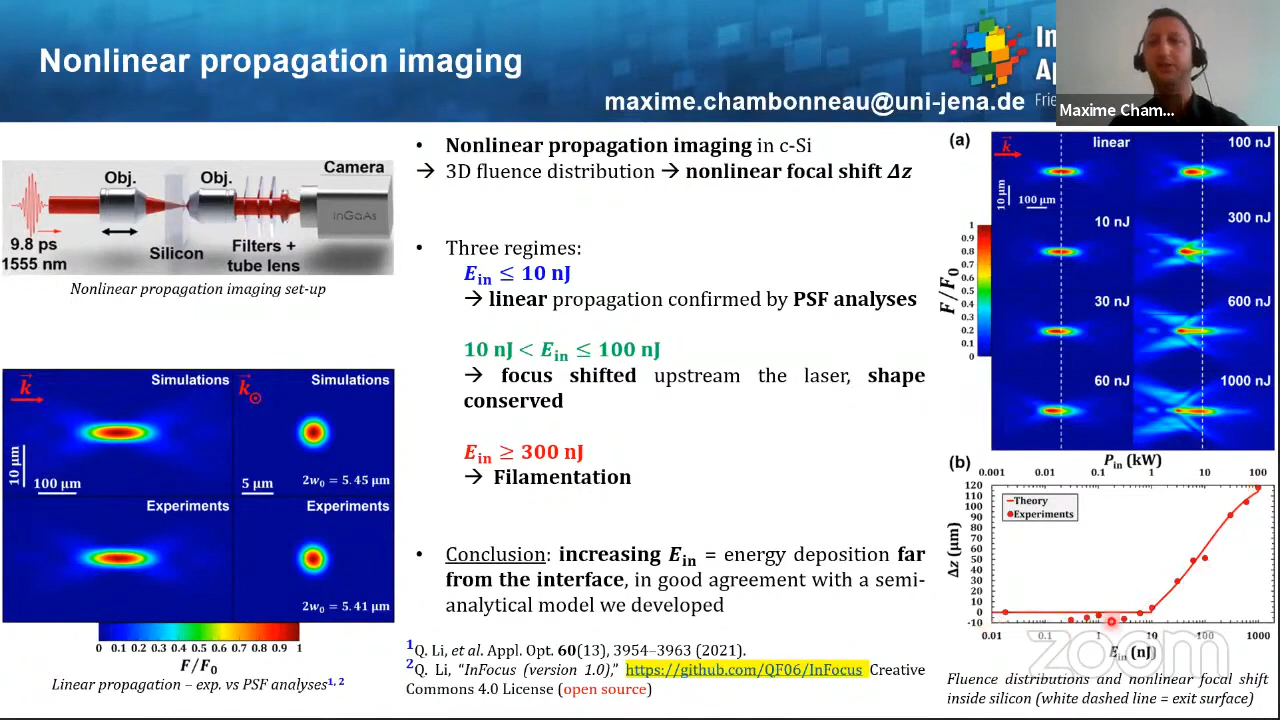 Nonlinear propagation imaging
maxime.chambonneau@uni-jena.de
In
Ap
Frie
Maxime Cham...
Obj.
Obj.
Camera
InGaAs
9.8 ps
1555 nm
Silicon
Filters +
tube lens
Nonlinear propagation imaging set-up
k
Simulations
10 μm
100 μm
k
Simulations
5 μm
2w₀ = 5.45 μm
Experiments
Experiments
2w₀ = 5.41 μm
0 0.1 0.2 0.3 0.4 0.5 0.6 0.7 0.8 0.9 1
F/F₀
Linear propagation – exp. vs PSF analyses¹,²
• Nonlinear propagation imaging in c-Si
→ 3D fluence distribution → nonlinear focal shift Δz
• Three regimes:
E_in ≤ 10 nJ
→ linear propagation confirmed by PSF analyses
10 nJ < E_in ≤ 100 nJ
→ focus shifted upstream the laser, shape
conserved
E_in ≥ 300 nJ
→ Filamentation
• Conclusion: increasing E_in = energy deposition far
from the interface, in good agreement with a semi-
analytical model we developed
¹Q. Li, et al. Appl. Opt. 60(13), 3954–3963 (2021).
²Q. Li, “InFocus (version 1.0),” https://github.com/QF06/InFocus Creative
Commons 4.0 License (open source)
(a)
k
10 μm
100 μm
linear
100 nJ
10 nJ
300 nJ
30 nJ
600 nJ
60 nJ
1000 nJ
F/F₀
1
0.9
0.8
0.7
0.6
0.5
0.4
0.3
0.2
0.1
0
(b)
P_in (kW)
0.001 0.01 0.1 1 10 100
Theory
Experiments
Δz (μm)
120
110
100
90
80
70
60
50
40
30
20
10
0
-10
0.01 0.1 1 10 100 1000
E_in (nJ)
zoom
Fluence distributions and nonlinear focal shift
inside silicon (white dashed line = exit surface)